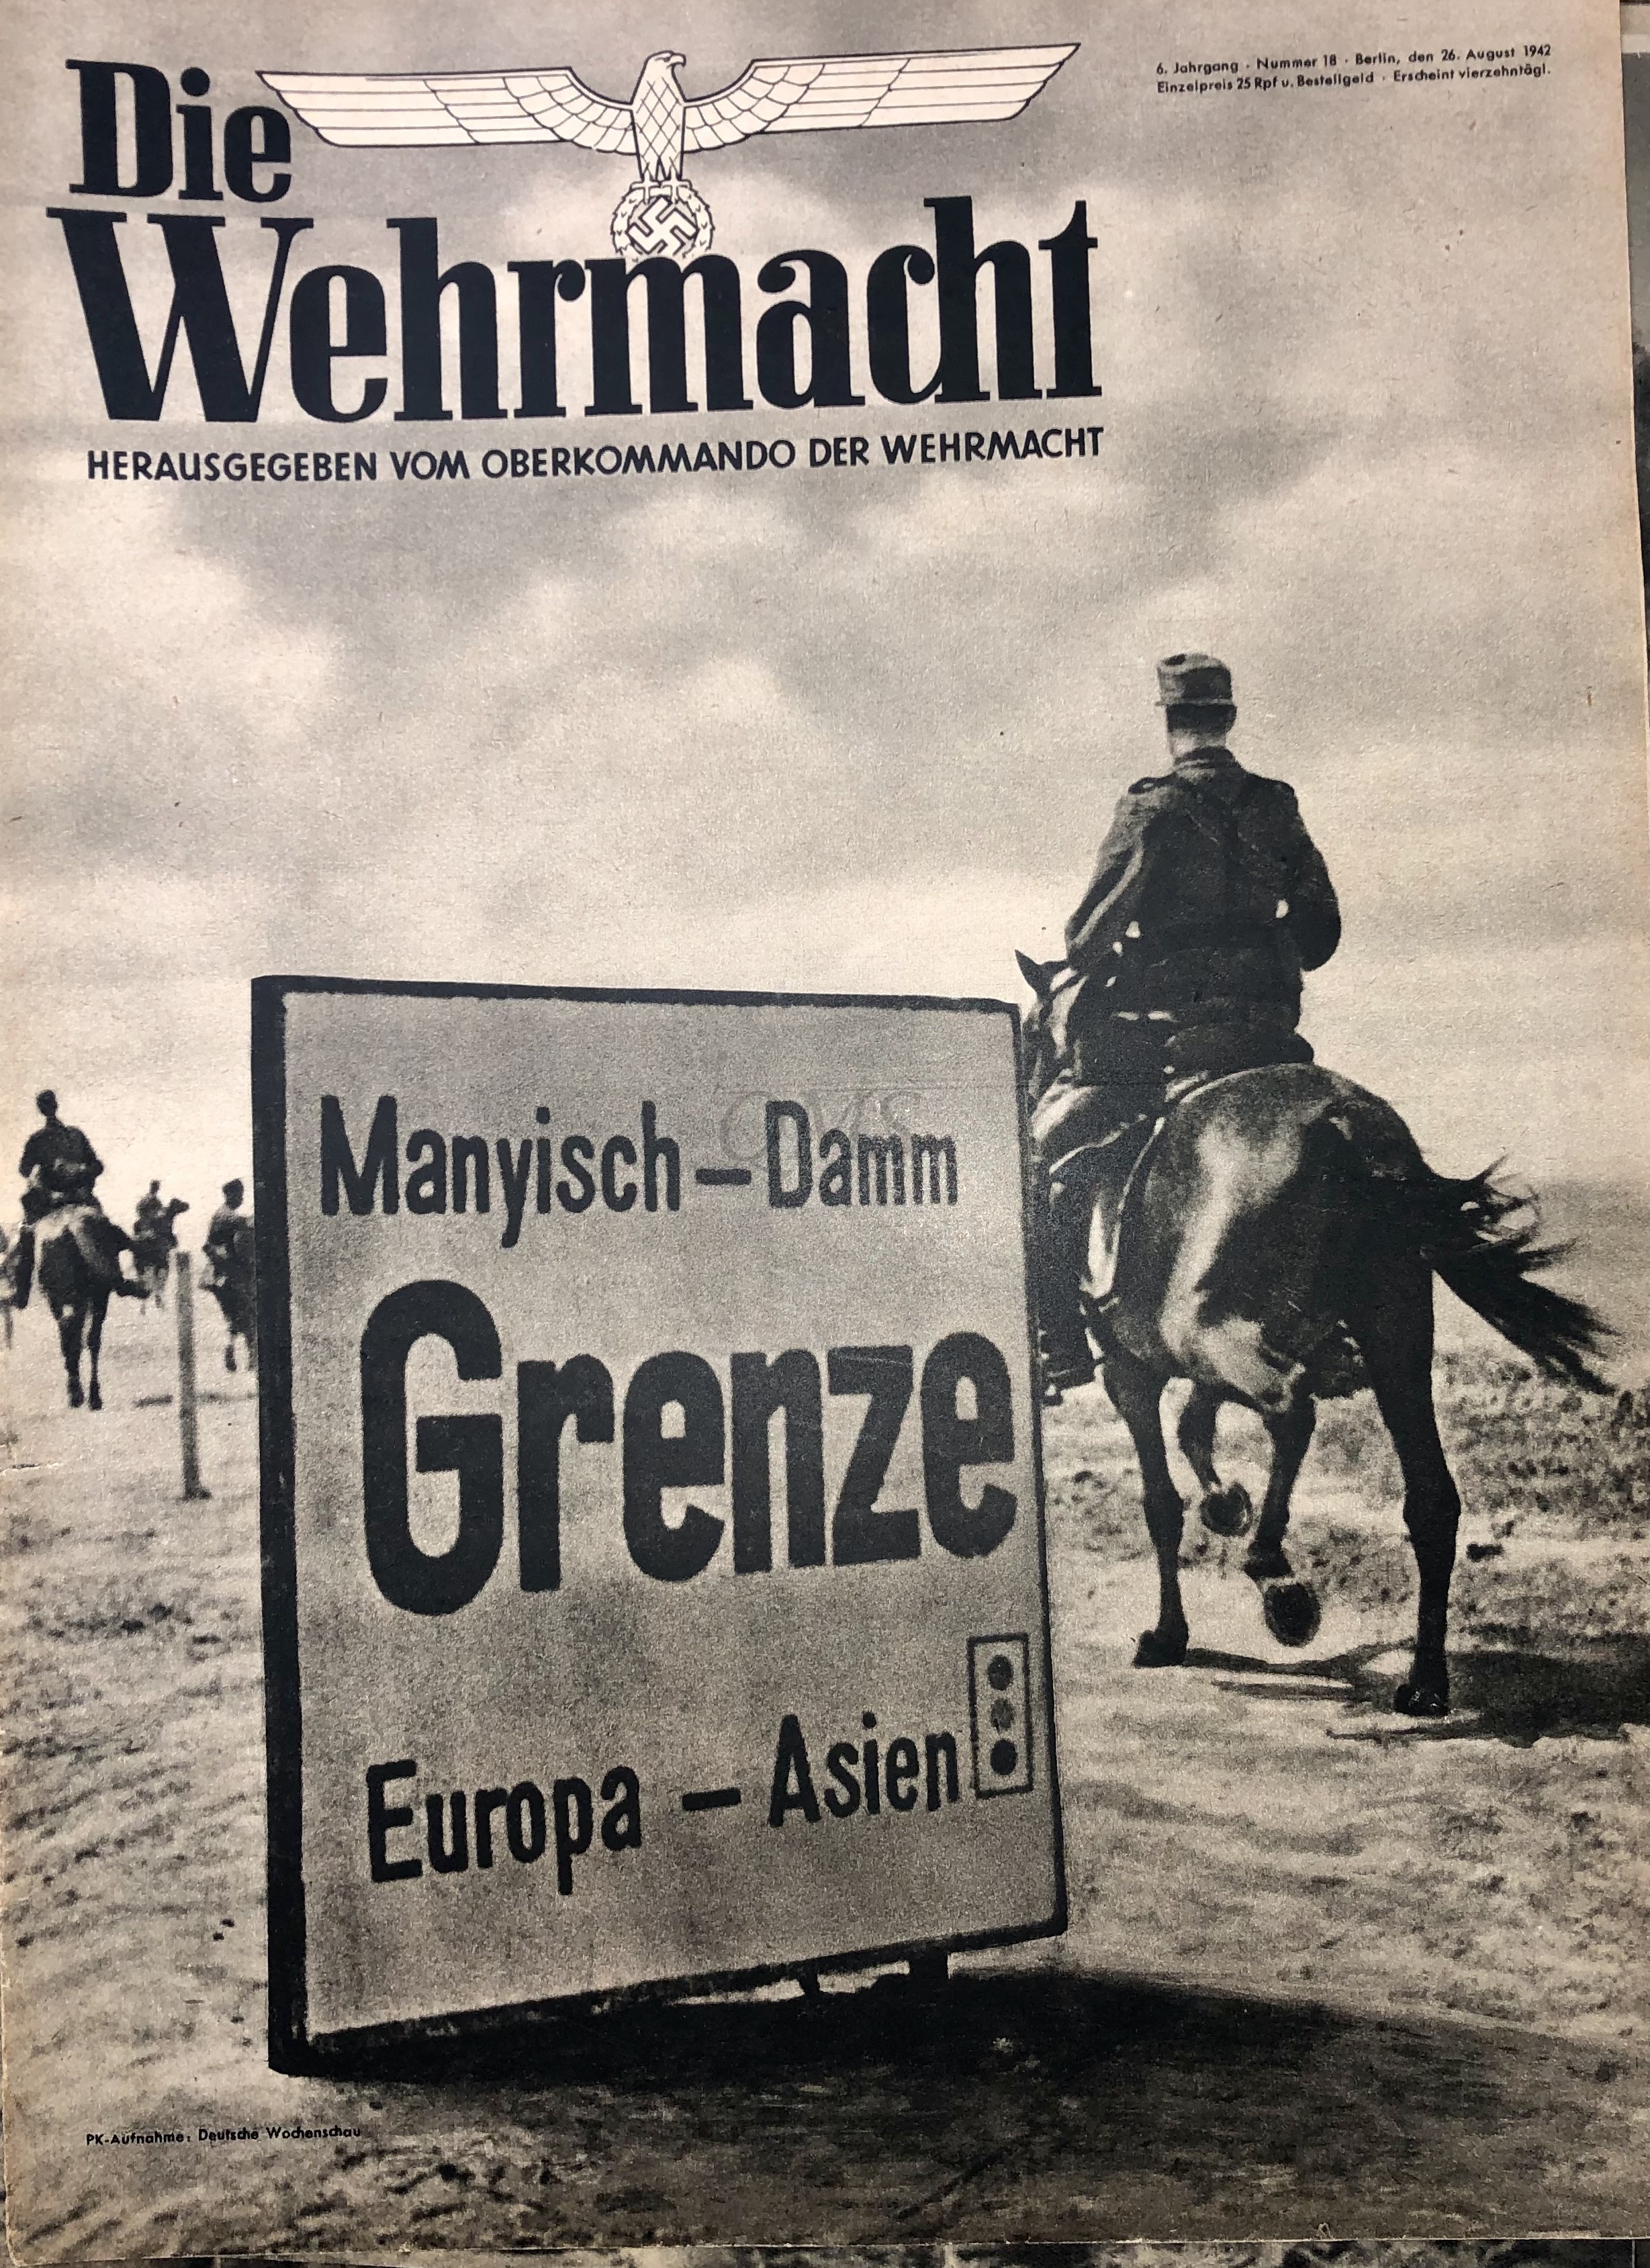 Die
Wehrmacht
HERAUSGEGEBEN VOM OBERKOMMANDO DER WEHRMACHT
6. Jahrgang · Nummer 18 · Berlin, den 26. August 1942
Einzelpreis 25 Rpf u. Bestellgeld · Erscheint vierzehntägl.
Manyisch – Damm
Grenze
Europa – Asien
PK-Aufnahme: Deutsche Wochenschau